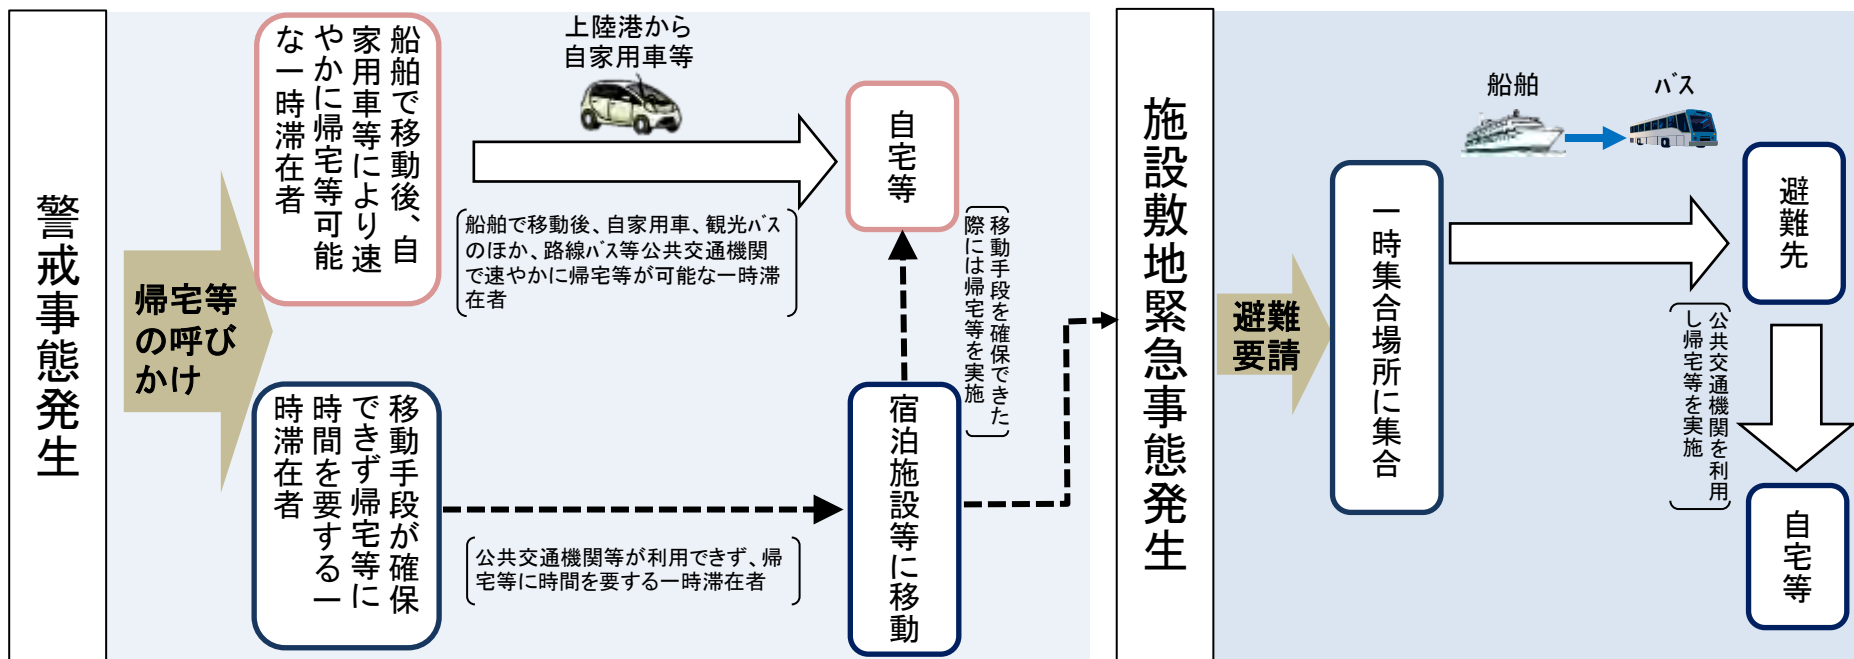 警戒事態発生
帰宅等
の呼び
かけ
船舶で移動後、自
家用車等により速
やかに帰宅等可能
な一時滞在者
上陸港から
自家用車等
船舶で移動後、自家用車、観光ﾊﾞｽ
のほか、路線ﾊﾞｽ等公共交通機関
で速やかに帰宅等が可能な一時滞
在者
自宅等
移動手段を確保できた
際には帰宅等を実施
移動手段が確保
できず帰宅等に
時間を要する一
時滞在者
公共交通機関等が利用できず、帰
宅等に時間を要する一時滞在者
宿泊施設等に移動
施設敷地緊急事態発生
避難
要請
一時集合場所に集合
船舶
ﾊﾞｽ
避難先
公共交通機関を利用
し帰宅等を実施
自宅等